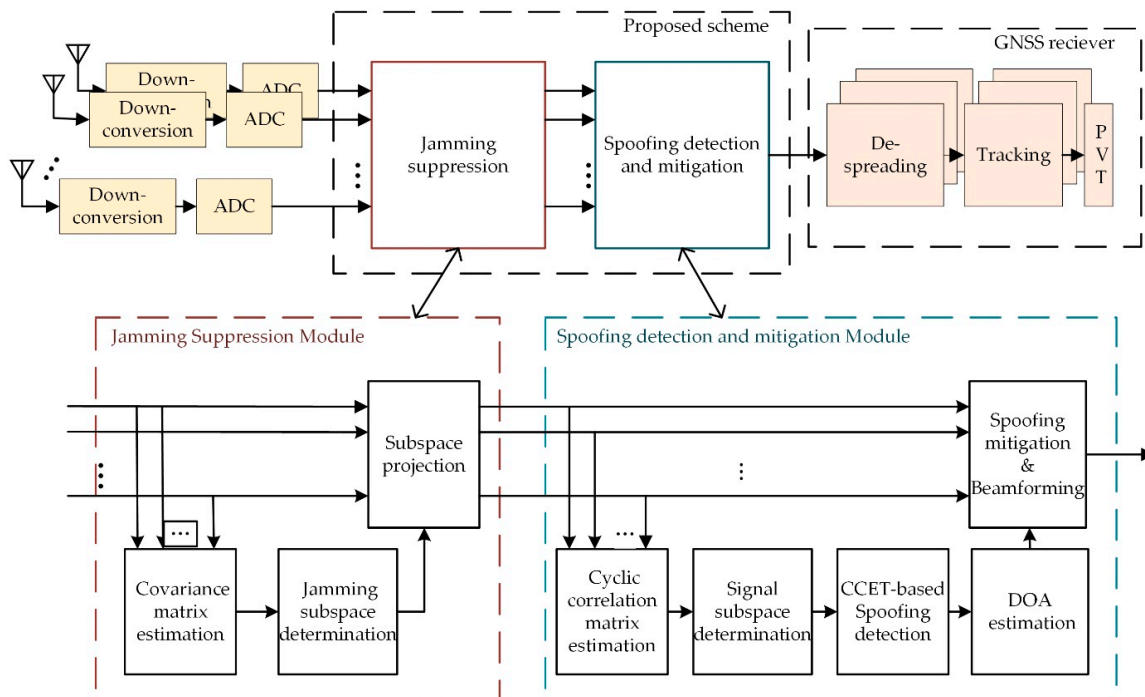 Proposed scheme
GNSS reciever
Down-
Down-
conversion
ADC
ADC
Down-
conversion
ADC
Jamming
suppression
Spoofing detection
and mitigation
De-
spreading
Tracking
P
V
T
Jamming Suppression Module
Subspace
projection
...
Covariance
matrix
estimation
Jamming
subspace
determination
Spoofing detection and mitigation Module
Spoofing
mitigation
&
Beamforming
...
...
Cyclic
correlation
matrix
estimation
Signal
subspace
determination
CCET-based
Spoofing
detection
DOA
estimation